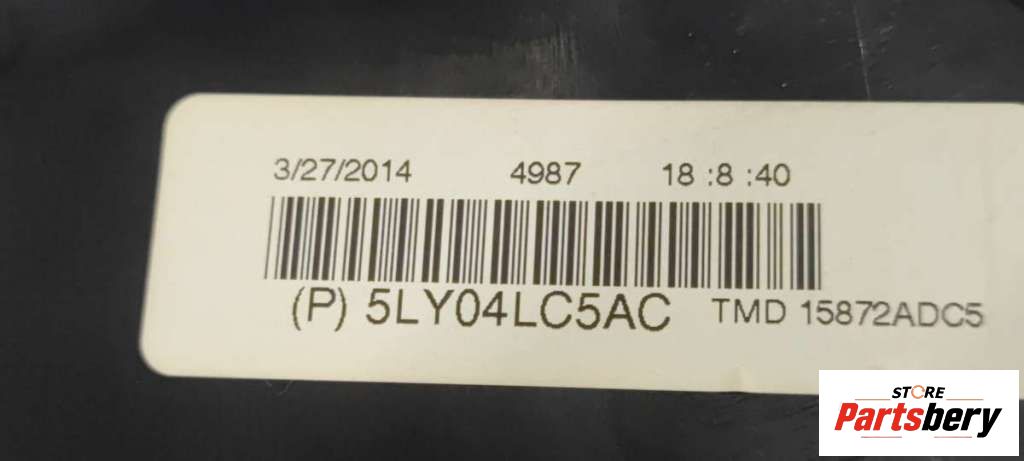 3/27/2014 4987 18 :8 :40
(P) 5LY04LC5AC TMD 15872ADC5
STORE
Partsbery